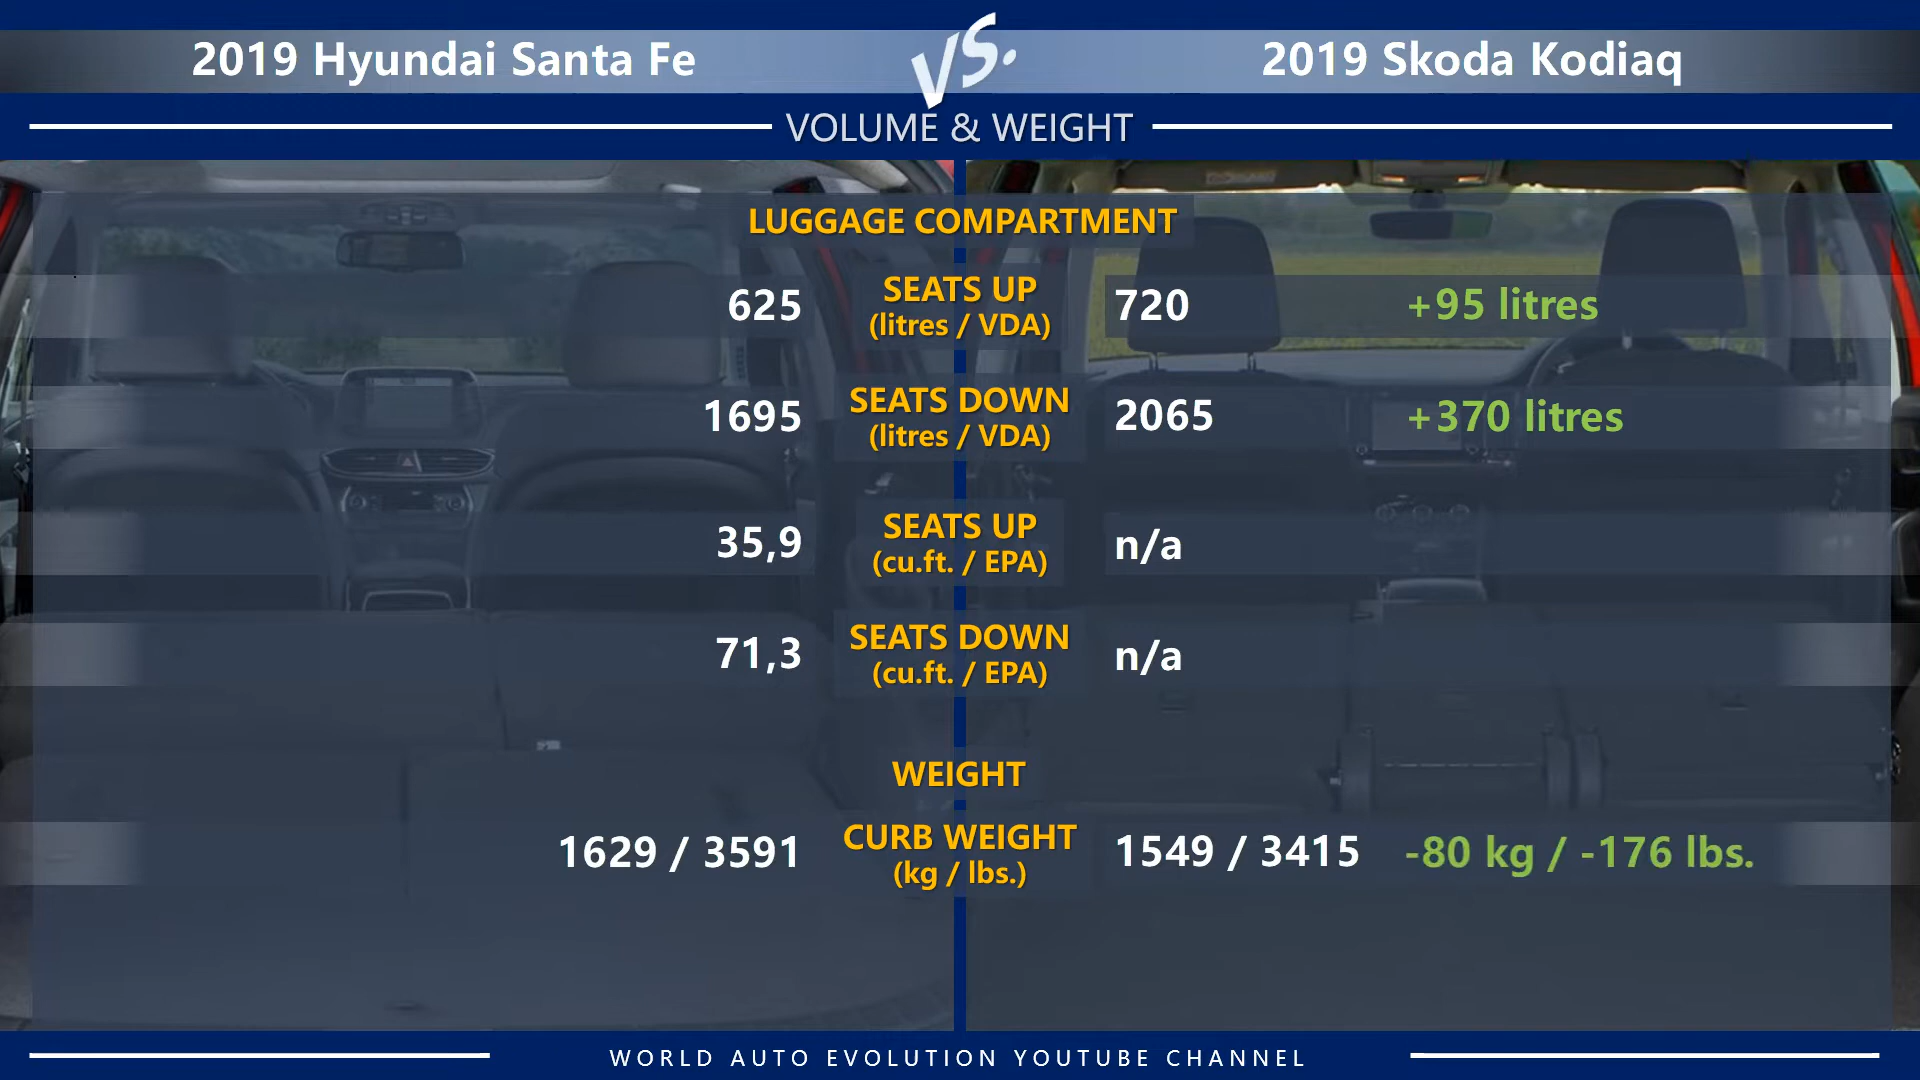 2019 Hyundai Santa Fe VS. 2019 Skoda Kodiaq
VOLUME & WEIGHT
LUGGAGE COMPARTMENT
625 SEATS UP 720 +95 litres
(litres / VDA)
1695 SEATS DOWN 2065 +370 litres
(litres / VDA)
35,9 SEATS UP n/a
(cu.ft. / EPA)
71,3 SEATS DOWN n/a
(cu.ft. / EPA)
WEIGHT
1629 / 3591 CURB WEIGHT 1549 / 3415 -80 kg / -176 lbs.
(kg / lbs.)
WORLD AUTO EVOLUTION YOUTUBE CHANNEL